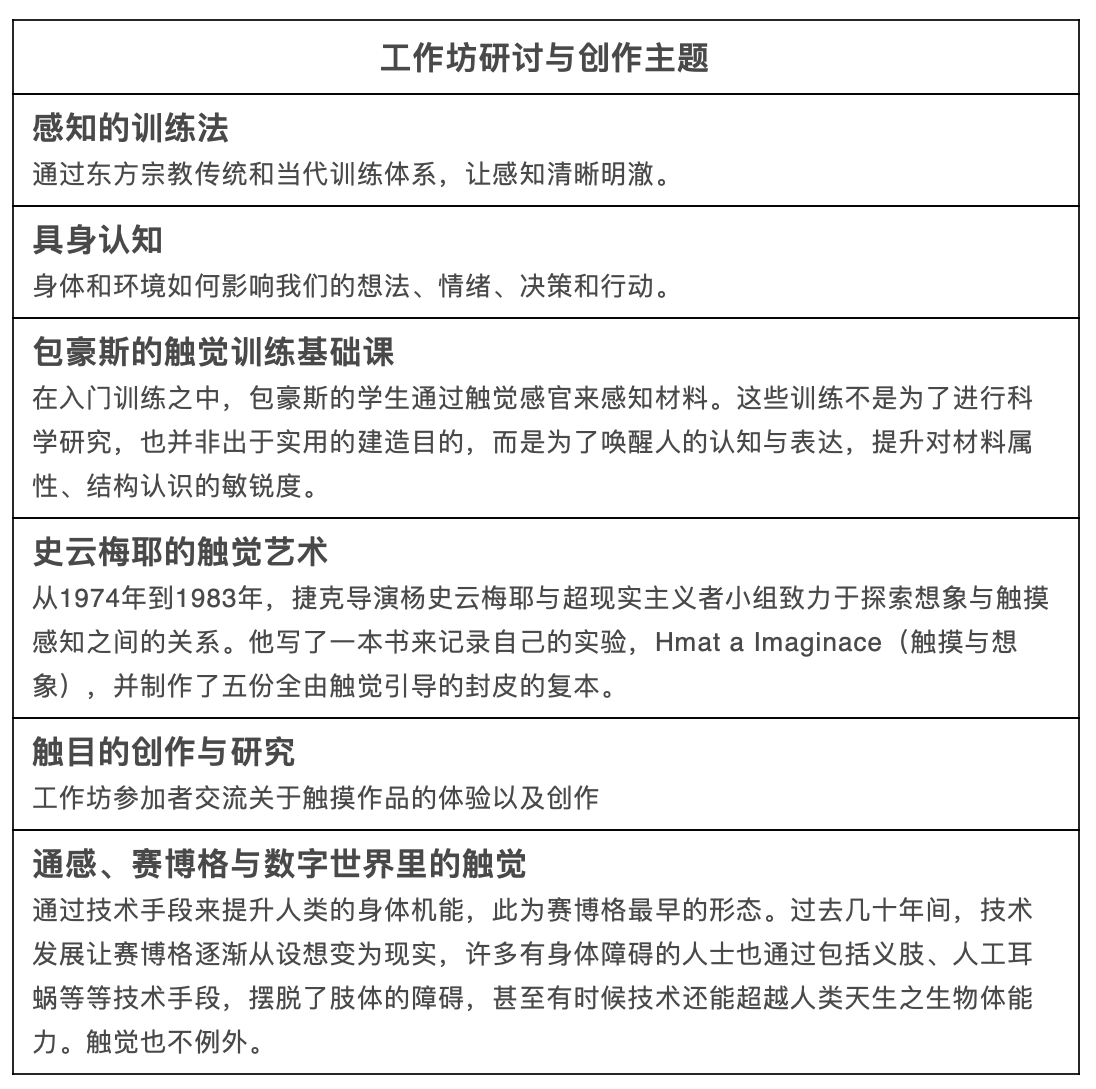 工作坊研讨与创作主题
感知的训练法
通过东方宗教传统和当代训练体系，让感知清晰明澈。
具身认知
身体和环境如何影响我们的想法、情绪、决策和行动。
包豪斯的触觉训练基础课
在入门训练之中，包豪斯的学生通过触觉感官来感知材料。这些训练不是为了进行科
学研究，也并非出于实用的建造目的，而是为了唤醒人的认知与表达，提升对材料属
性、结构认识的敏锐度。
史云梅耶的触觉艺术
从1974年到1983年，捷克导演杨史云梅耶与超现实主义者小组致力于探索想象与触摸
感知之间的关系。他写了一本书来记录自己的实验，Hmat a Imaginace（触摸与想
象），并制作了五份全由触觉引导的封皮的复本。
触目的创作与研究
工作坊参加者交流关于触摸作品的体验以及创作
通感、赛博格与数字世界里的触觉
通过技术手段来提升人类的身体机能，此为赛博格最早的形态。过去几十年间，技术
发展让赛博格逐渐从设想变为现实，许多有身体障碍的人士也通过包括义肢、人工耳
蜗等等技术手段，摆脱了肢体的障碍，甚至有时候技术还能超越人类天生之生物体能
力。触觉也不例外。